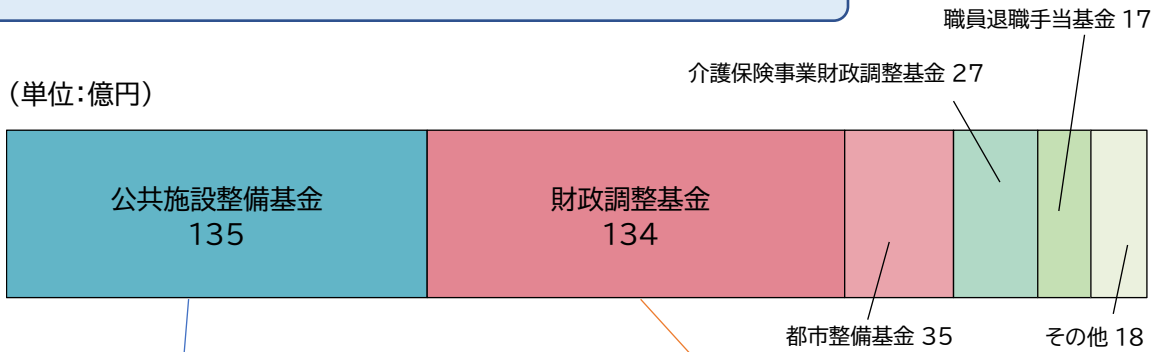 職員退職手当基金 17
介護保険事業財政調整基金 27
(単位:億円)
公共施設整備基金
135
財政調整基金
134
都市整備基金 35
その他 18